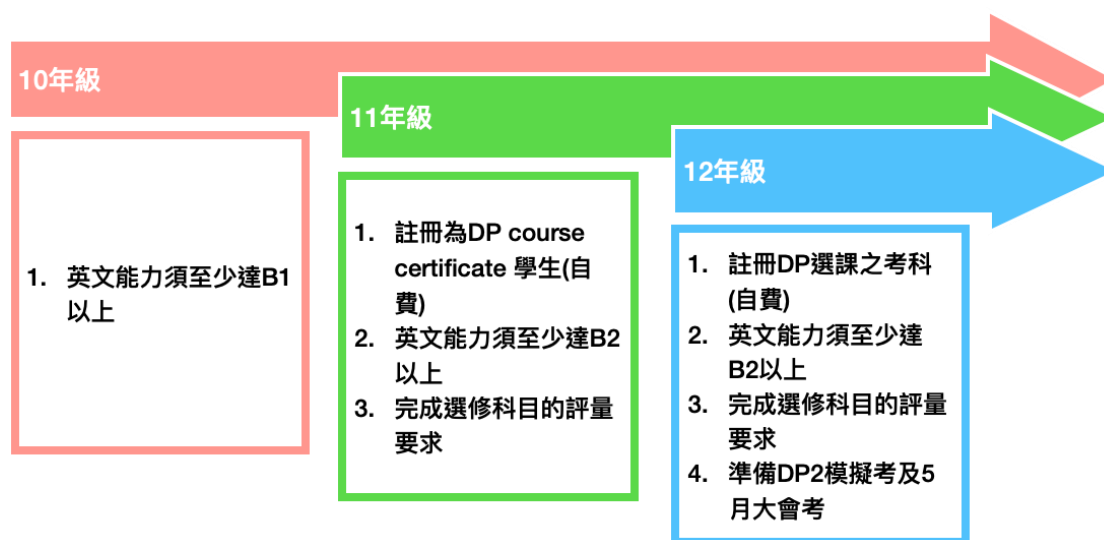 10年級
1. 英文能力須至少達B1
以上
11年級
1. 註冊為DP course
certificate 學生(自
費)
2. 英文能力須至少達B2
以上
3. 完成選修科目的評量
要求
12年級
1. 註冊DP選課之考科
(自費)
2. 英文能力須至少達
B2以上
3. 完成選修科目的評量
要求
4. 準備DP2模擬考及5
月大會考